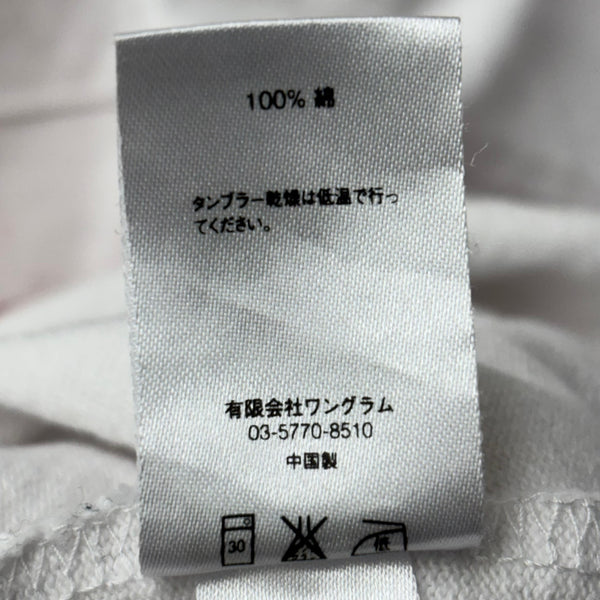 100% 綿
タンブラー乾燥は低温で行っ
てください。
有限会社ワングラム
03-5770-8510
中国製
30
低